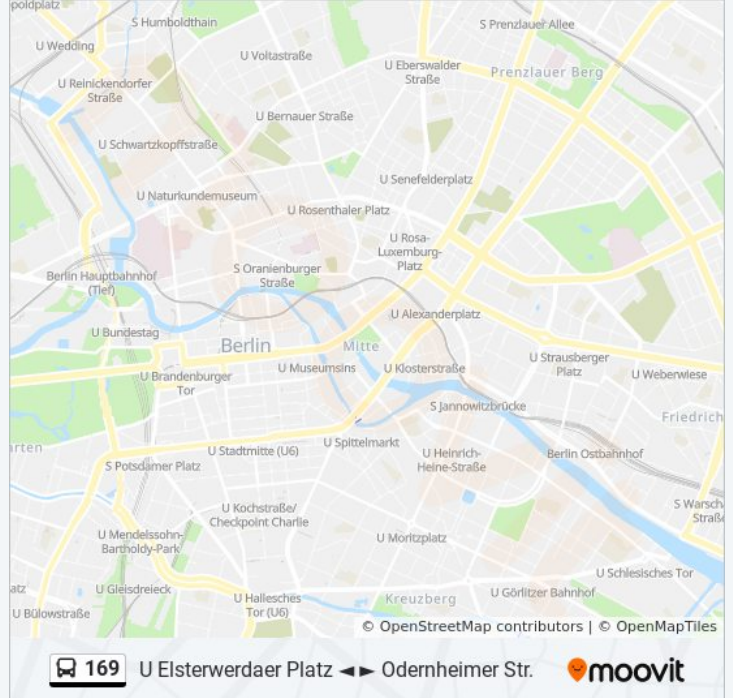 poldplatz
S Humboldthain
S Prenzlauer Allee
U Wedding
U Voltastraße
U Eberswalder
Straße
Prenzlauer Berg
U Reinickendorfer
Straße
U Bernauer Straße
U Schwartzkopffstraße
U Senefelderplatz
U Naturkundemuseum
U Rosenthaler Platz
U Rosa-
Luxemburg-
Platz
Berlin Hauptbahnhof
(Tief)
S Oranienburger
Straße
U Alexanderplatz
U Bundestag
Berlin
Mitte
U Strausberger
Platz
U Museumsins
U Klosterstraße
U Weberwiese
U Brandenburger
Tor
S Jannowitzbrücke
Friedrich
U Spittelmarkt
rten
U Stadtmitte (U6)
U Heinrich-
Heine-Straße
Berlin Ostbahnhof
S Potsdamer Platz
S Warsch
Straße
U Kochstraße/
Checkpoint Charlie
U Mendelssohn-
Bartholdy-Park
U Moritzplatz
U Schlesisches Tor
atz
U Gleisdreieck
U Hallesches
Tor (U6)
Kreuzberg
U Görlitzer Bahnhof
U Bülowstraße
© OpenStreetMap contributors | © OpenMapTiles
169 U Elsterwerdaer Platz ◄ ► Odernheimer Str. moovit